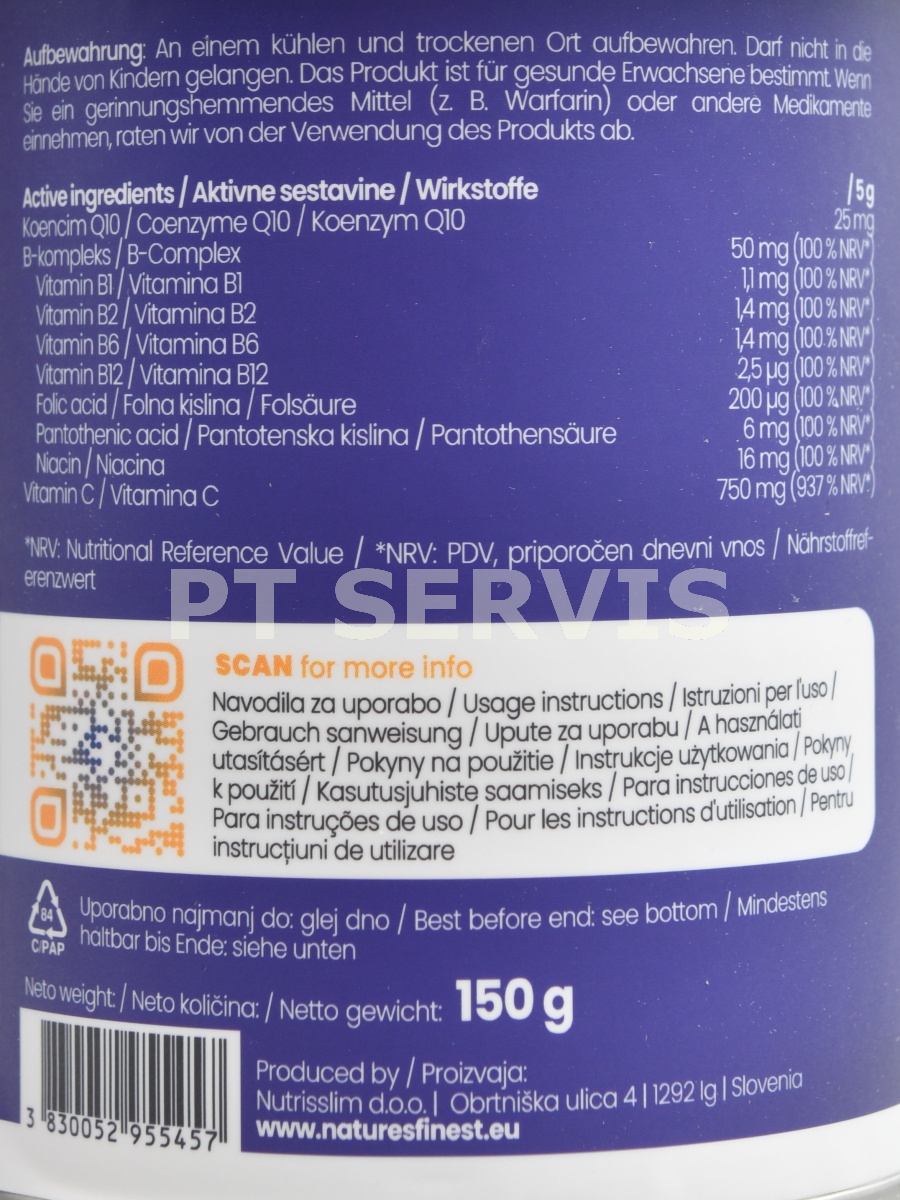 Aufbewahrung: An einem kühlen und trockenen Ort aufbewahren. Darf nicht in die
Hände von Kindern gelangen. Das Produkt ist für gesunde Erwachsene bestimmt. Wenn
Sie ein gerinnungshemmendes Mittel (z. B. Warfarin) oder andere Medikamente
einnehmen, raten wir von der Verwendung des Produkts ab.
Active ingredients / Aktivne sestavine / Wirkstoffe / 5 g
Koencim Q10 / Coenzyme Q10 / Koenzym Q10 25 mg
B-kompleks / B-Complex 50 mg (100 % NRV*)
Vitamin B1 / Vitamina B1 1,1 mg (100 % NRV*)
Vitamin B2 / Vitamina B2 1,4 mg (100 % NRV*)
Vitamin B6 / Vitamina B6 1,4 mg (100 % NRV*)
Vitamin B12 / Vitamina B12 2,5 µg (100 % NRV*)
Folic acid / Folna kislina / Folsäure 200 µg (100 % NRV*)
Pantothenic acid / Pantotenska kislina / Pantothensäure 6 mg (100 % NRV*)
Niacin / Niacina 16 mg (100 % NRV*)
Vitamin C / Vitamina C 750 mg (937 % NRV*)
*NRV: Nutritional Reference Value / *NRV: PDV, priporočen dnevni vnos / Nährstoffref-
erenzwert
PT SERVIS
SCAN for more info
Navodila za uporabo / Usage instructions / Istruzioni per l'uso /
Gebrauch sanweisung / Upute za uporabu / A használati
utasításért / Pokyny na použitie / Instrukcje użytkowania / Pokyny
k použití / Kasutusjuhiste saamiseks / Para instrucciones de uso /
Para instruções de uso / Pour les instructions d'utilisation / Pentru
instrucțiuni de utilizare
84
C/PAP
Uporabno najmanj do: glej dno / Best before end: see bottom / Mindestens
haltbar bis Ende: siehe unten
Neto weight: / Neto količina: / Netto gewicht: 150 g
Produced by / Proizvaja:
Nutrisslim d.o.o. | Obrtniška ulica 4 | 1292 Ig | Slovenia
www.naturesfinest.eu
3 830052 955457